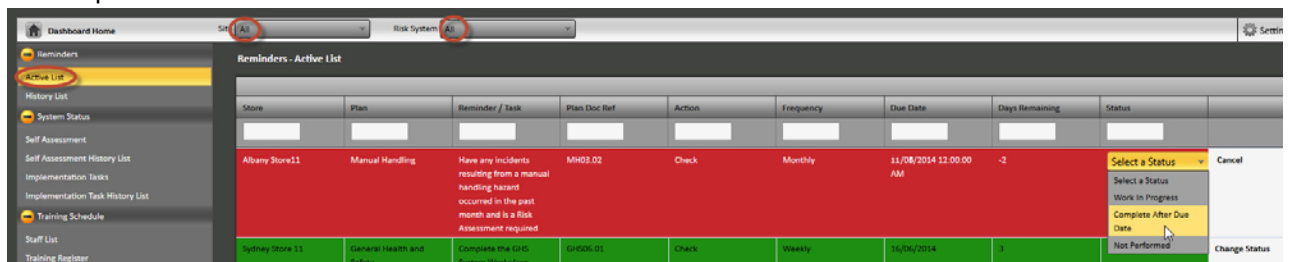 Dashboard Home
Site All
Risk System All
Reminders
Active List
History List
System Status
Self Assessment
Self Assessment History List
Implementation Tasks
Implementation Task History List
Training Schedule
Staff List
Training Register
Reminders - Active List
Store Plan Reminder / Task Plan Doc Ref Action Frequency Due Date Days Remaining Status
Albany Store11 Manual Handling Have any incidents MH03.02 Check Monthly 11/08/2014 12:00:00 -2 Select a Status Cancel
resulting from a manual AM
handling hazard
occurred in the past
month and is a Risk
Assessment required
Select a Status
Work In Progress
Complete After Due
Date
Not Performed
Sydney Store 11 General Health and Complete the GHS GHS06.01 Check Weekly 16/06/2014 3 Change Status
Safety